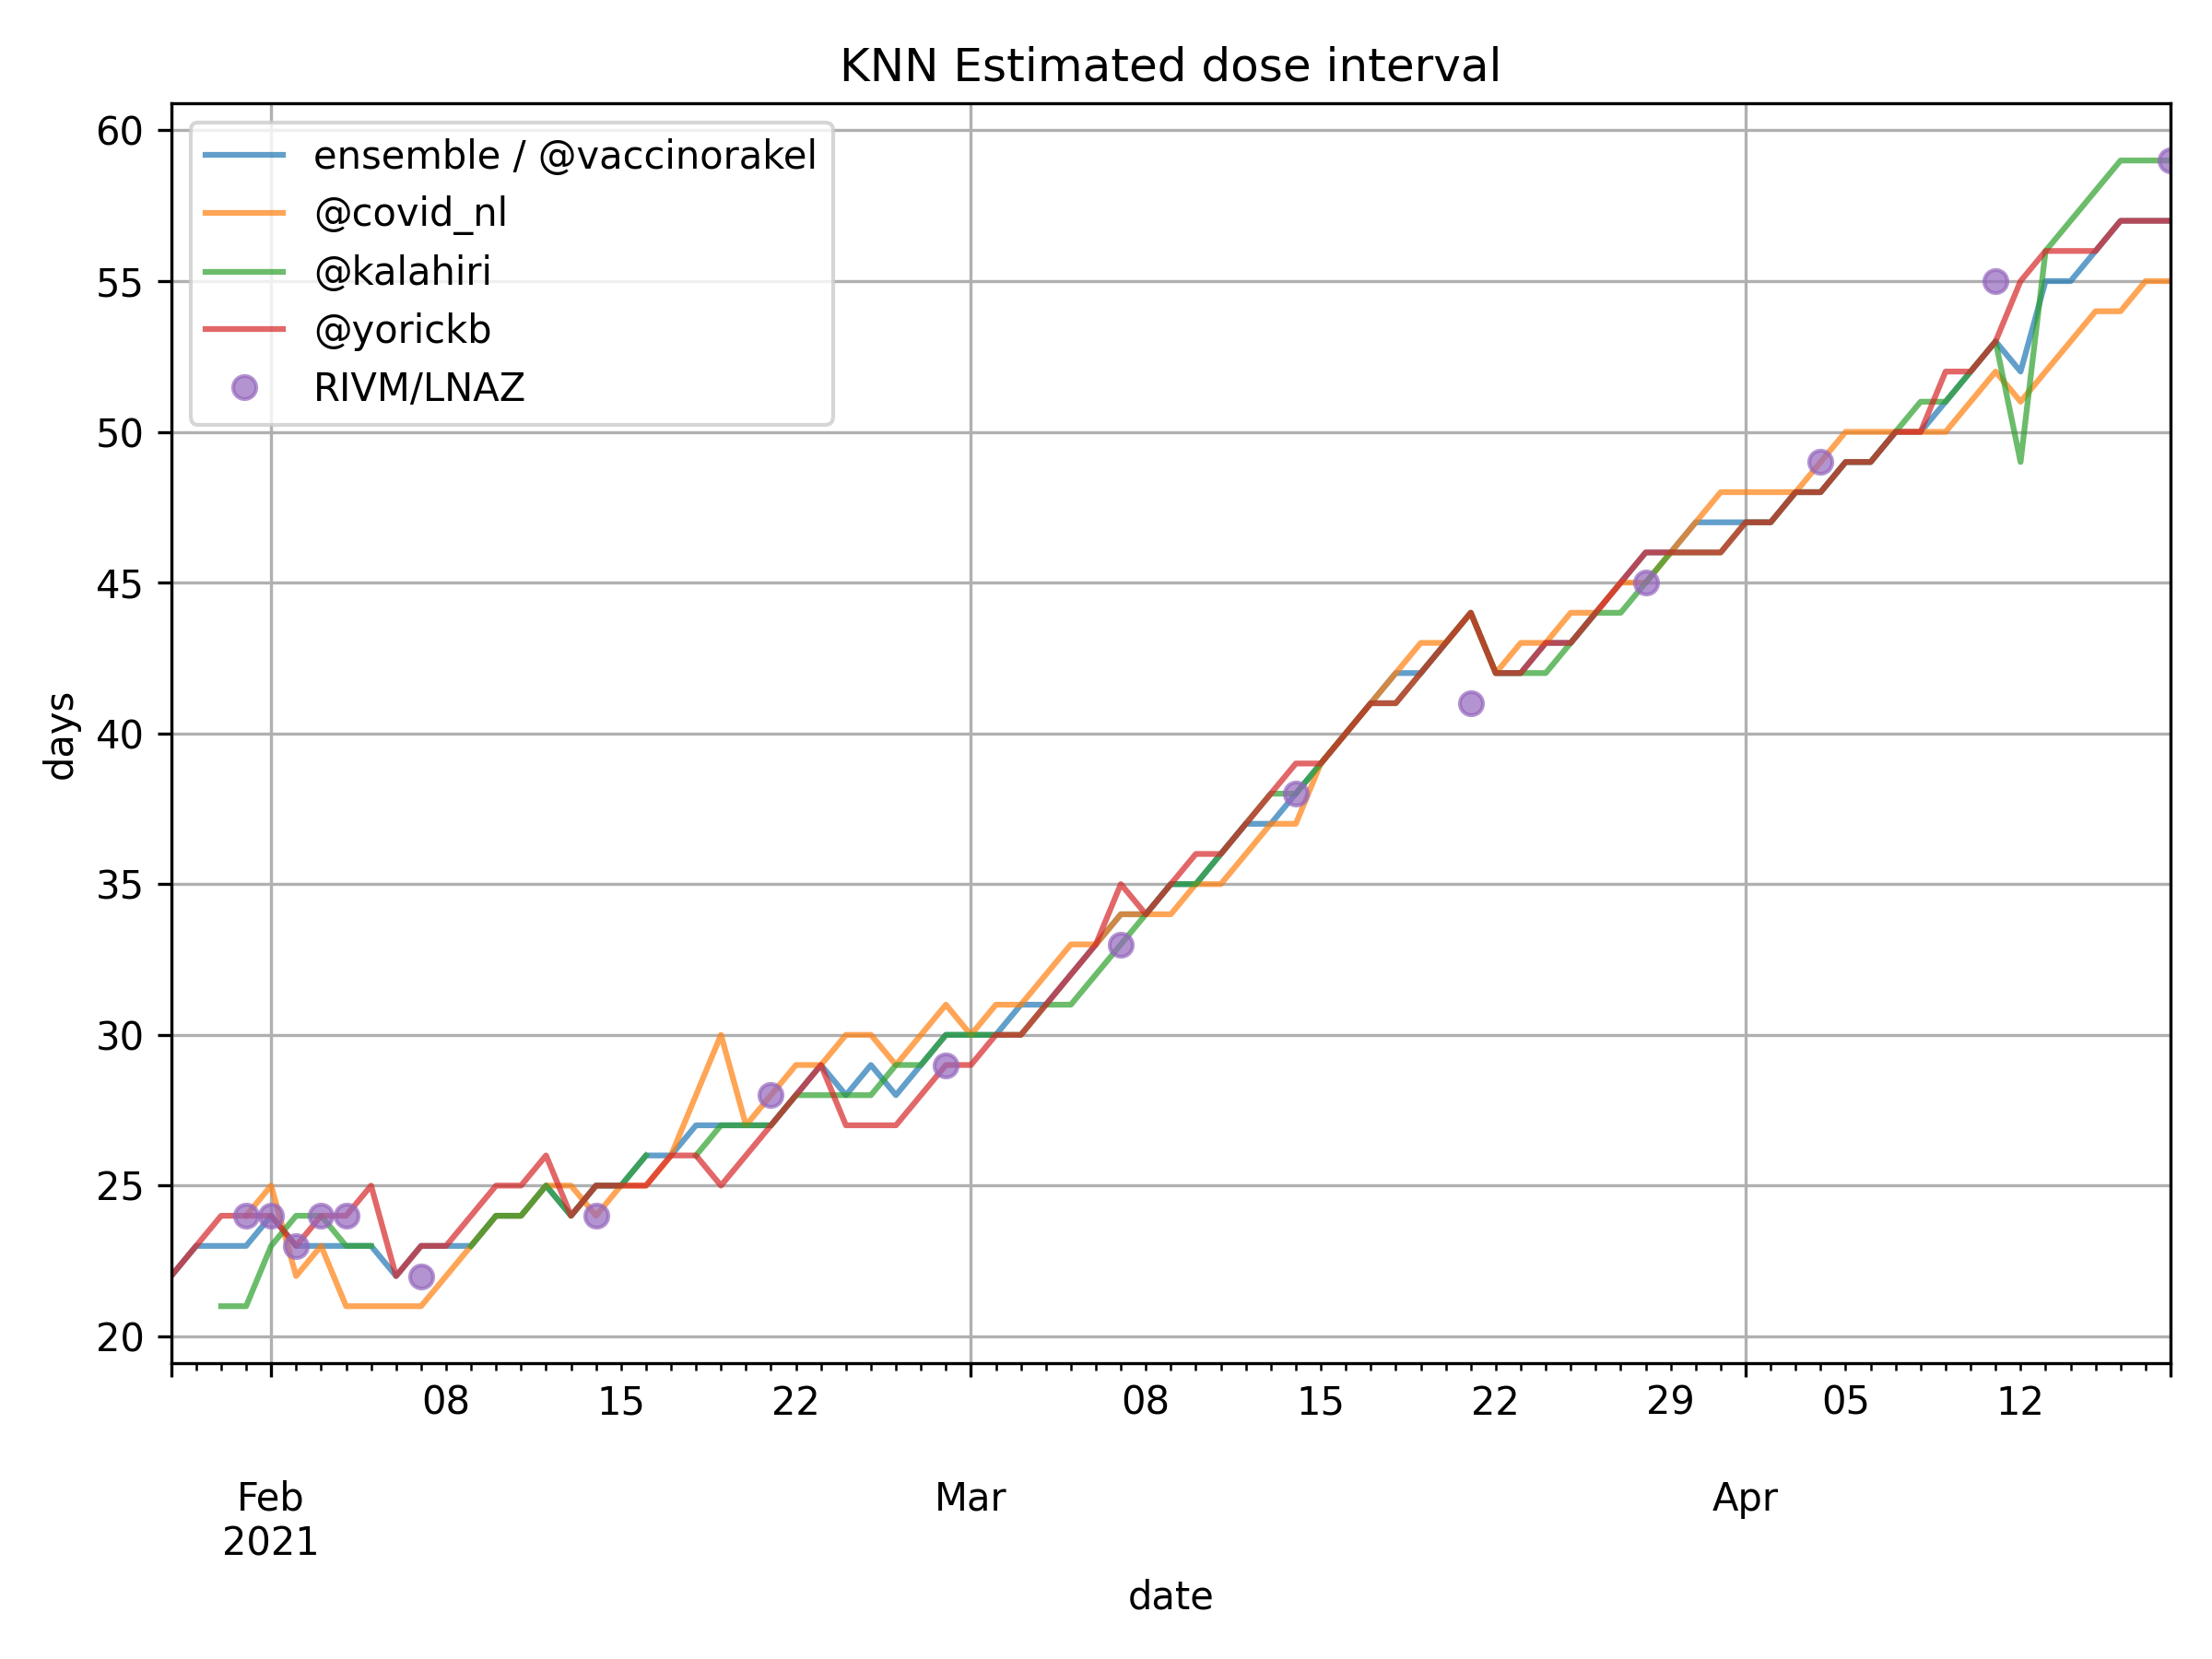 KNN Estimated dose interval
ensemble / @vaccinorakel
@covid_nl
@kalahiri
@yorickb
RIVM/LNAZ
60
55
50
45
40
35
30
25
20
days
08 15 22 08 15 22 29 05 12
Feb Mar Apr
2021
date